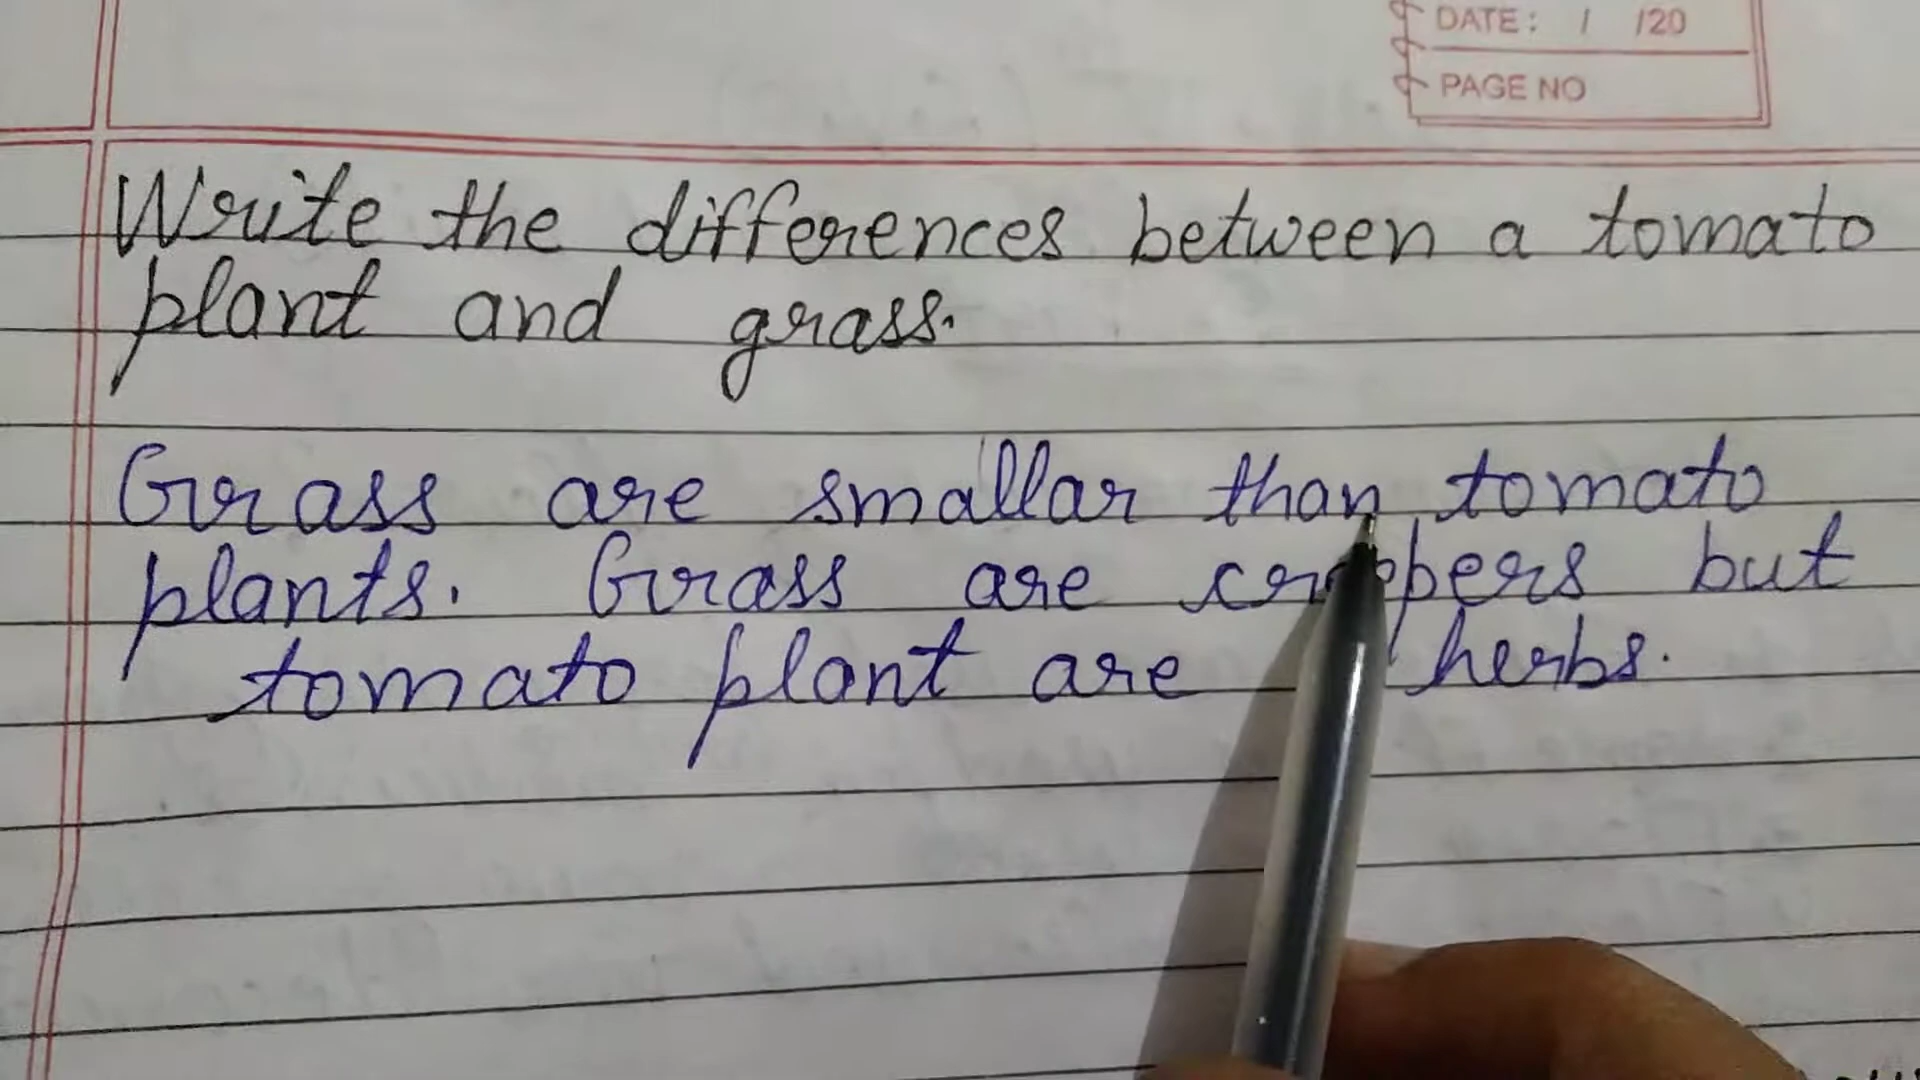 DATE: / /20
PAGE NO
Write the differences between a tomato
plant and grass.
Grass are smallar than tomato
plants. Grass are but
tomato plant are herbs.